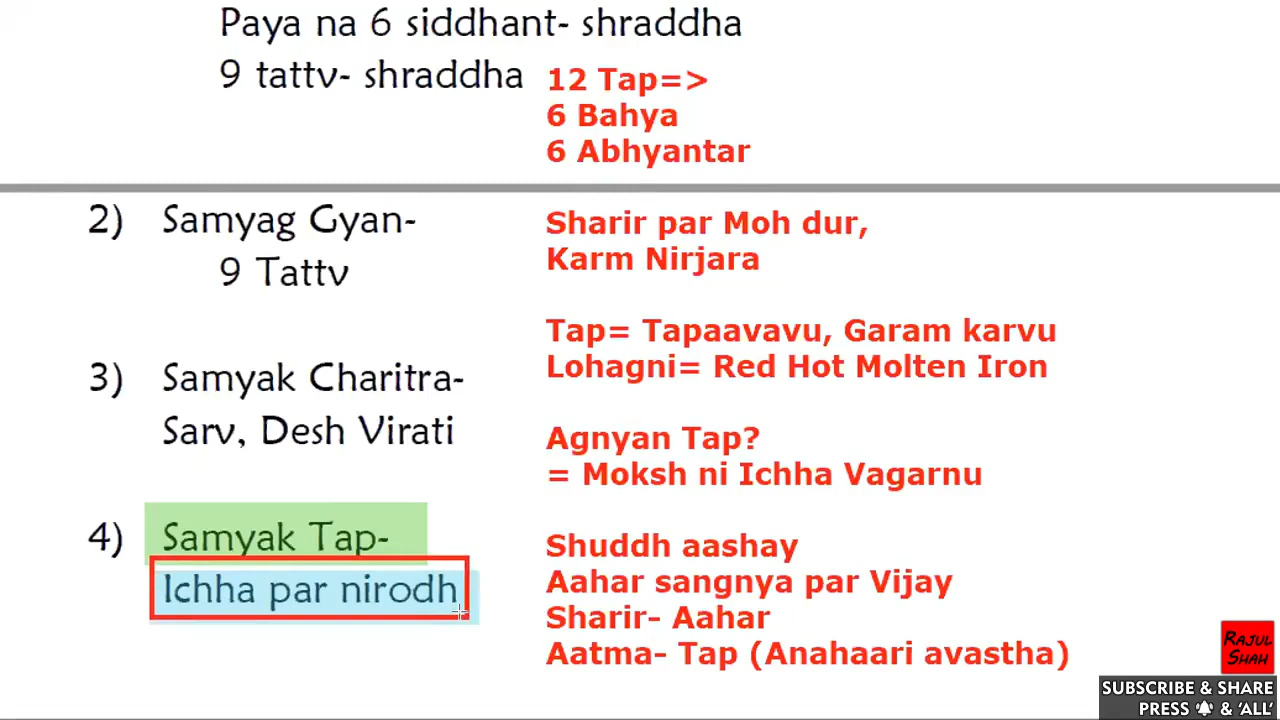 Paya na 6 siddhant- shraddha
9 tattv- shraddha
12 Tap=>
6 Bahya
6 Abhyantar
2) Samyag Gyan-
9 Tattv
Sharir par Moh dur,
Karm Nirjara
Tap= Tapaavavu, Garam karvu
Lohagni= Red Hot Molten Iron
3) Samyak Charitra-
Sarv, Desh Virati
Agnyan Tap?
= Moksh ni Ichha Vagarnu
4) Samyak Tap-
Ichha par nirodh
Shuddh aashay
Aahar sangnya par Vijay
Sharir- Aahar
Aatma- Tap (Anahaari avastha)
RAJUL
SHAH
SUBSCRIBE & SHARE
PRESS & ‘ALL’